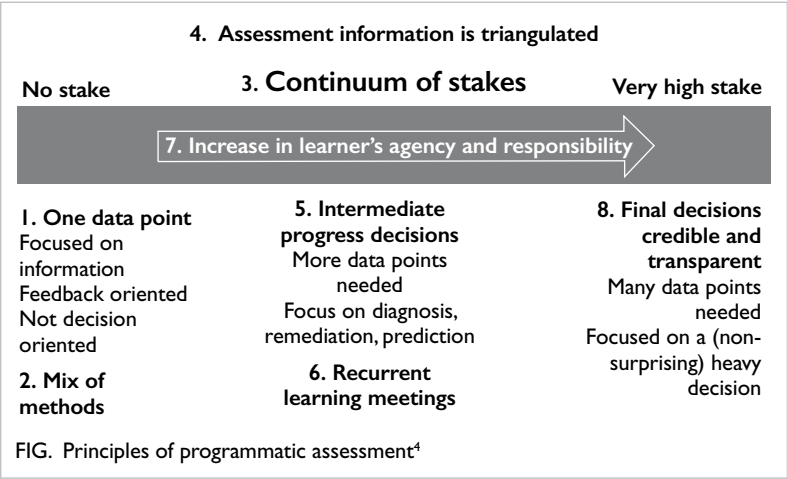 4. Assessment information is triangulated
No stake
3. Continuum of stakes
Very high stake
7. Increase in learner’s agency and responsibility
1. One data point
Focused on
information
Feedback oriented
Not decision
oriented
2. Mix of
methods
5. Intermediate
progress decisions
More data points
needed
Focus on diagnosis,
remediation, prediction
6. Recurrent
learning meetings
8. Final decisions
credible and
transparent
Many data points
needed
Focused on a (non-
surprising) heavy
decision
FIG. Principles of programmatic assessment⁴